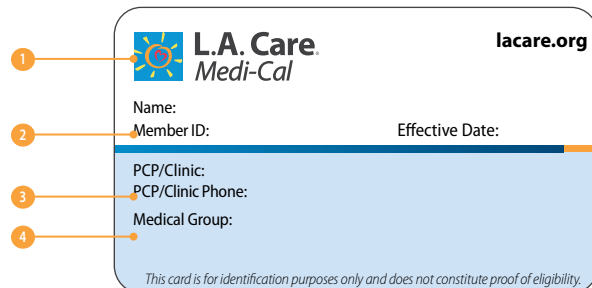 L.A. Care®
Medi-Cal
lacare.org
1
Name:
2
Member ID:
Effective Date:
PCP/Clinic:
3
PCP/Clinic Phone:
4
Medical Group:
This card is for identification purposes only and does not constitute proof of eligibility.